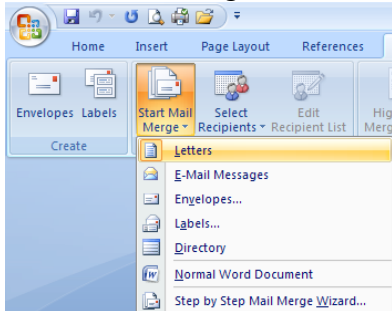 Home Insert Page Layout References
Envelopes Labels Start Mail Merge Select Recipients Edit Recipient List
Create
Letters
E-Mail Messages
Envelopes...
Labels...
Directory
Normal Word Document
Step by Step Mail Merge Wizard...